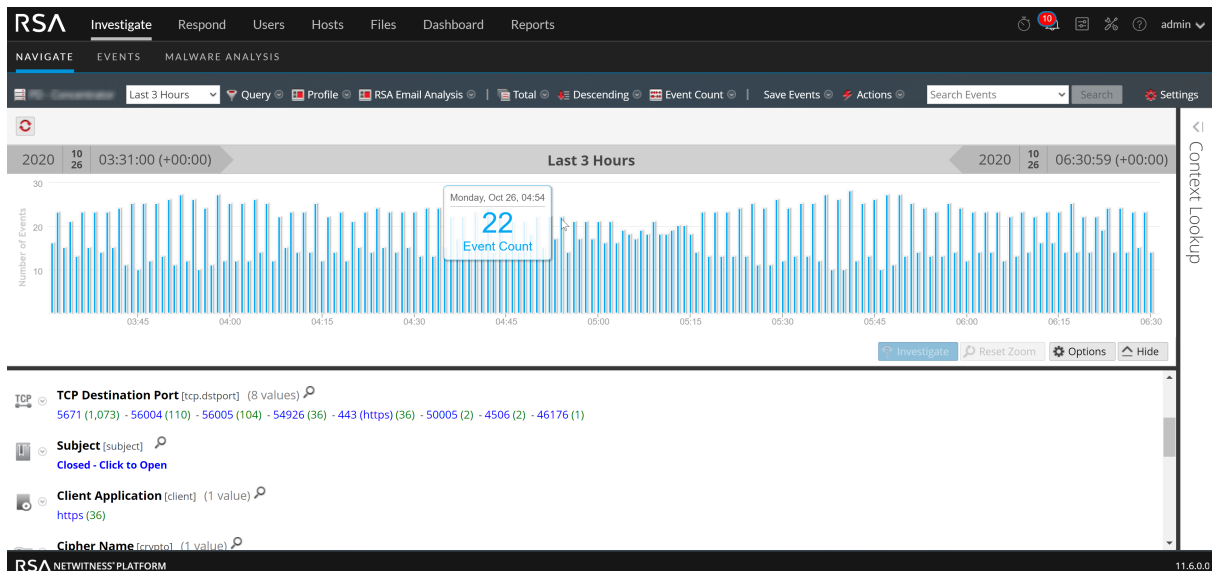 RSA Investigate Respond Users Hosts Files Dashboard Reports 10 admin
NAVIGATE EVENTS MALWARE ANALYSIS
Last 3 Hours Query Profile RSA Email Analysis | Total Descending Event Count | Save Events Actions Search Events Search Settings
2020 10 26 03:31:00 (+00:00) Last 3 Hours 2020 10 26 06:30:59 (+00:00)
Context Lookup
Number of Events
30
20
10
Monday, Oct 26, 04:54
22
Event Count
03:45 04:00 04:15 04:30 04:45 05:00 05:15 05:30 05:45 06:00 06:15 06:30
Investigate Reset Zoom Options Hide
TCP TCP Destination Port [tcp.dstport] (8 values)
5671 (1,073) - 56004 (110) - 56005 (104) - 54926 (36) - 443 (https) (36) - 50005 (2) - 4506 (2) - 46176 (1)
Subject [subject]
Closed - Click to Open
Client Application [client] (1 value)
https (36)
Cipher Name [crypto] (1 value)
RSA NETWITNESS® PLATFORM 11.6.0.0